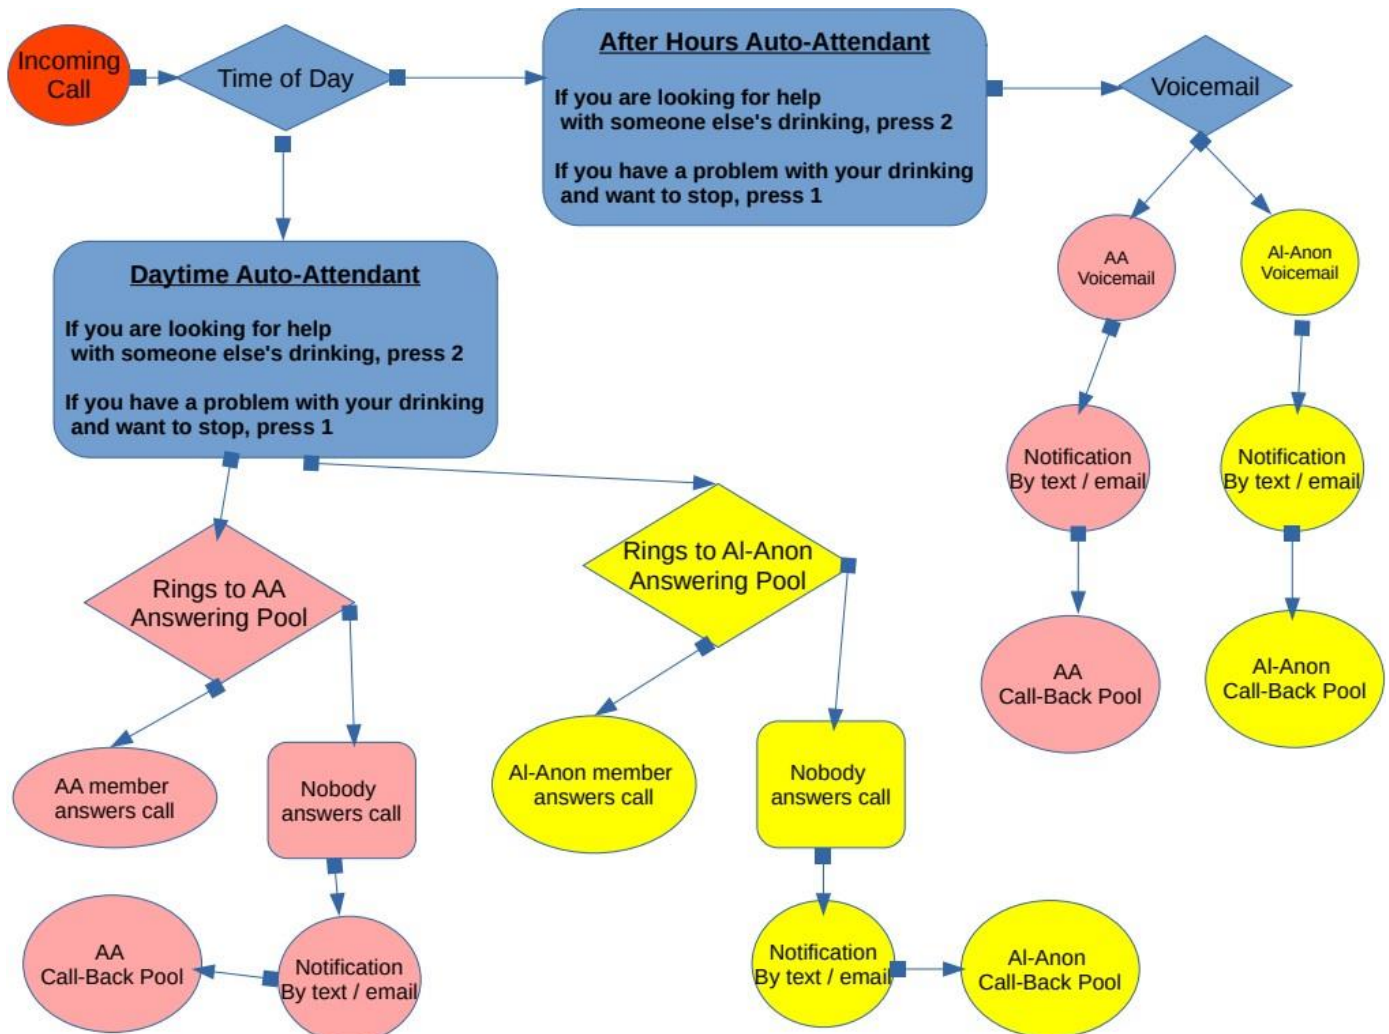 Incoming
Call
Time of Day
After Hours Auto-Attendant
If you are looking for help
with someone else's drinking, press 2
If you have a problem with your drinking
and want to stop, press 1
Voicemail
AA
Voicemail
Al-Anon
Voicemail
Daytime Auto-Attendant
If you are looking for help
with someone else's drinking, press 2
If you have a problem with your drinking
and want to stop, press 1
Notification
By text / email
Notification
By text / email
Rings to AA
Answering Pool
Rings to Al-Anon
Answering Pool
AA
Call-Back Pool
Al-Anon
Call-Back Pool
AA member
answers call
Nobody
answers call
Al-Anon member
answers call
Nobody
answers call
AA
Call-Back Pool
Notification
By text / email
Notification
By text / email
Al-Anon
Call-Back Pool